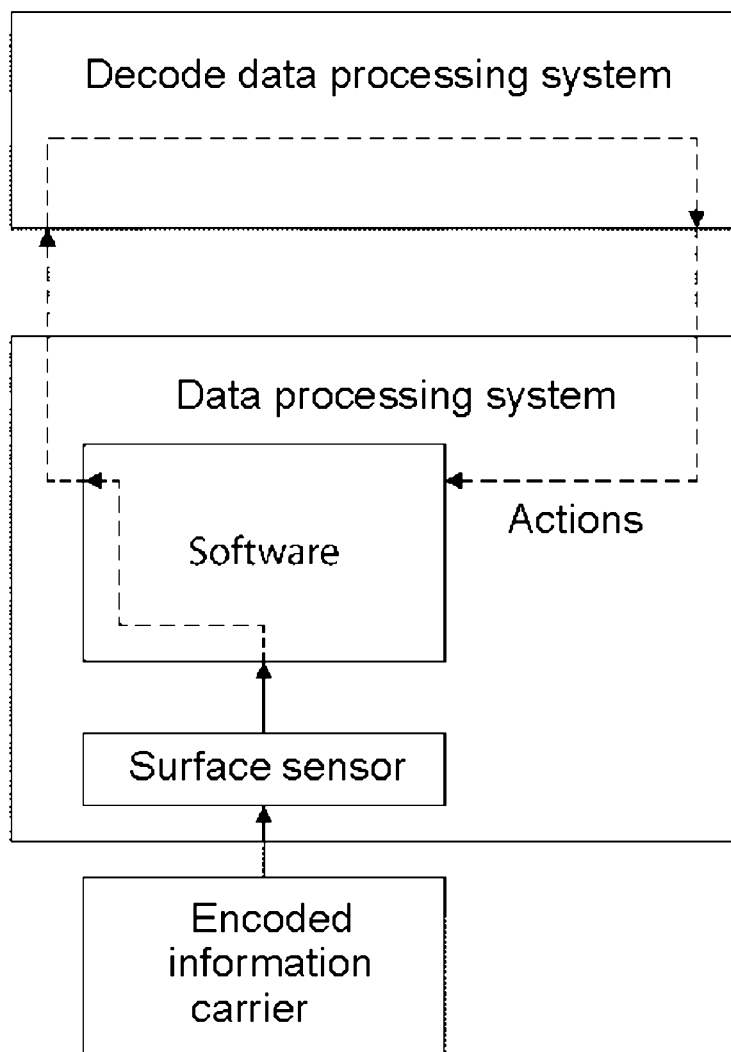 Decode data processing system
Data processing system
Software
Actions
Surface sensor
Encoded
information
carrier